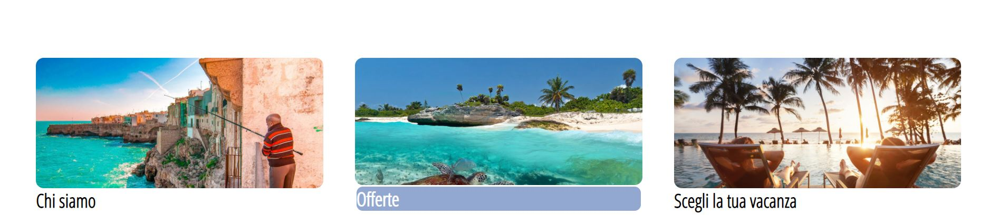 Chi siamo
Offerte
Scegli la tua vacanza